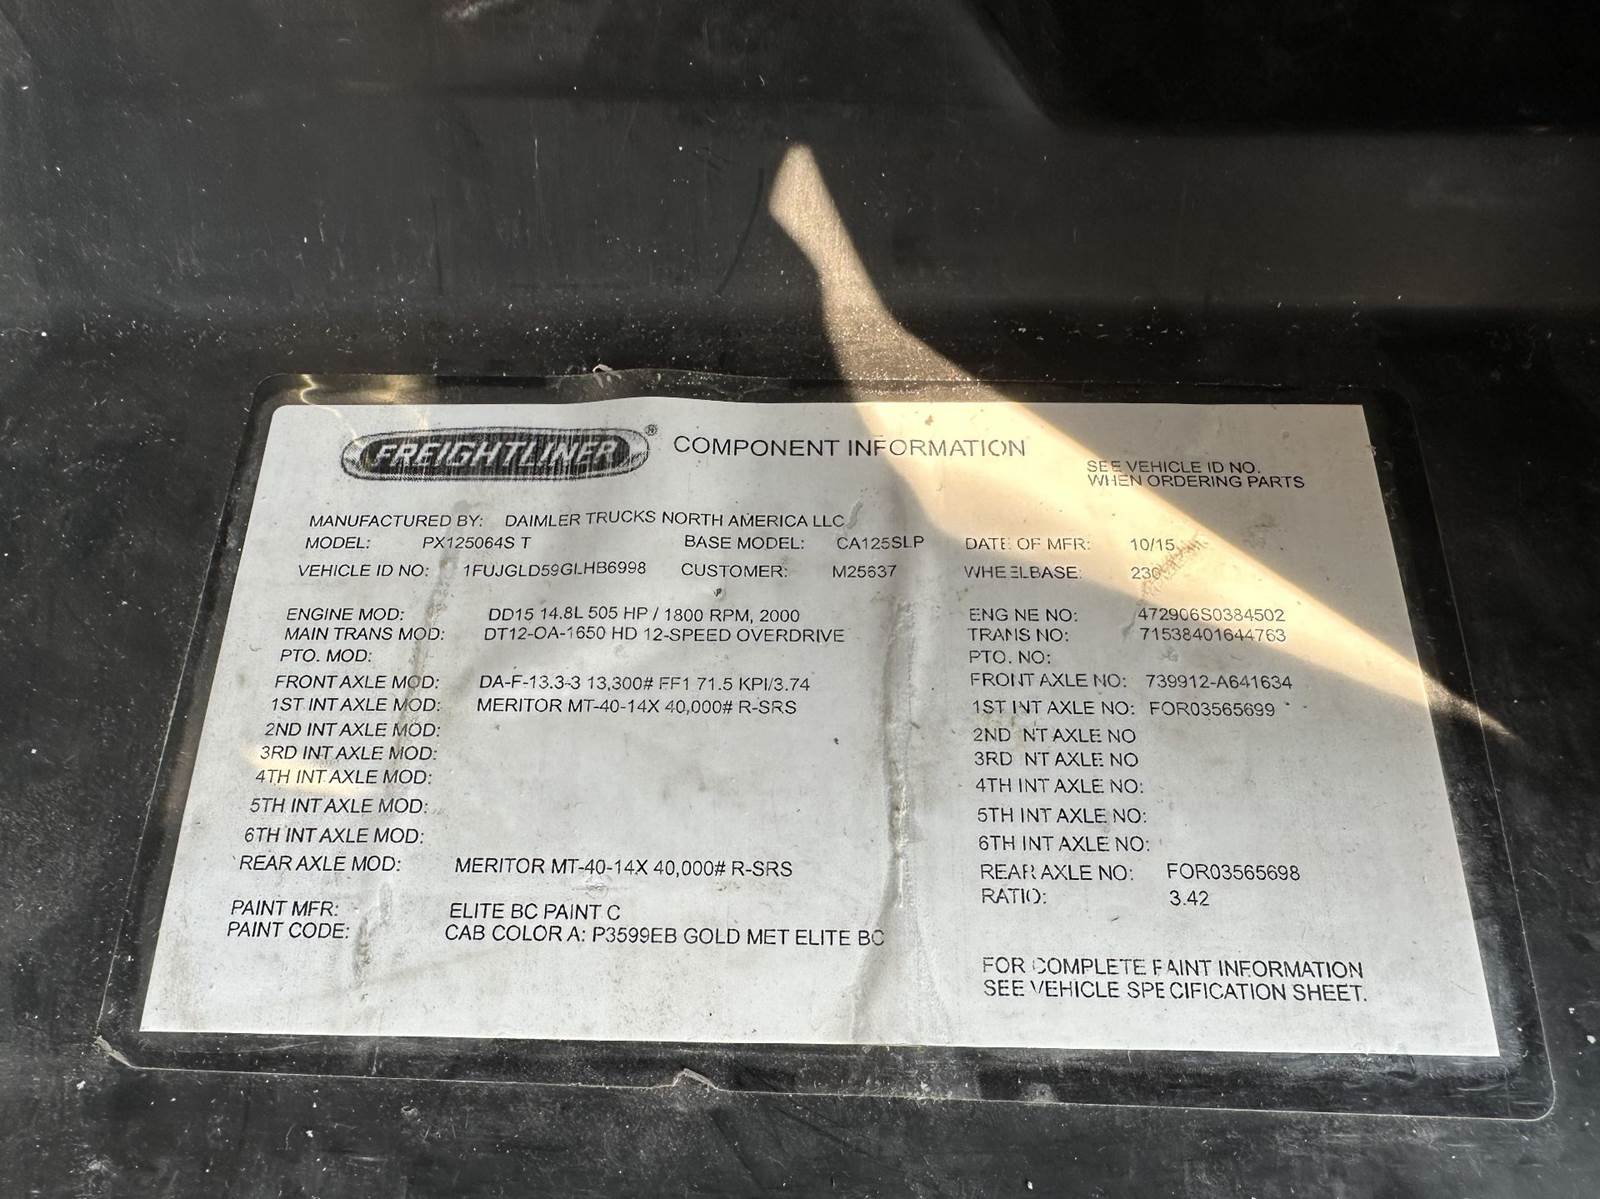 FREIGHTLINER® COMPONENT INFORMATION
SEE VEHICLE ID NO.
WHEN ORDERING PARTS
MANUFACTURED BY: DAIMLER TRUCKS NORTH AMERICA LLC
MODEL: PX125064S T BASE MODEL: CA125SLP DATE OF MFR: 10/15
VEHICLE ID NO: 1FUJGLD59GLHB6998 CUSTOMER: M25637 WHEELBASE: 230
ENGINE MOD: DD15 14.8L 505 HP / 1800 RPM, 2000 ENGINE NO: 472906S0384502
MAIN TRANS MOD: DT12-OA-1650 HD 12-SPEED OVERDRIVE TRANS NO: 71538401644763
PTO. MOD: PTO. NO:
FRONT AXLE MOD: DA-F-13.3-3 13,300# FF1 71.5 KPI/3.74 FRONT AXLE NO: 739912-A641634
1ST INT AXLE MOD: MERITOR MT-40-14X 40,000# R-SRS 1ST INT AXLE NO: FOR03565699
2ND INT AXLE MOD: 2ND INT AXLE NO
3RD INT AXLE MOD: 3RD INT AXLE NO
4TH INT AXLE MOD: 4TH INT AXLE NO:
5TH INT AXLE MOD: 5TH INT AXLE NO:
6TH INT AXLE MOD: 6TH INT AXLE NO:
REAR AXLE MOD: MERITOR MT-40-14X 40,000# R-SRS REAR AXLE NO: FOR03565698
RATIO: 3.42
PAINT MFR: ELITE BC PAINT C
PAINT CODE: CAB COLOR A: P3599EB GOLD MET ELITE BC
FOR COMPLETE PAINT INFORMATION
SEE VEHICLE SPECIFICATION SHEET.